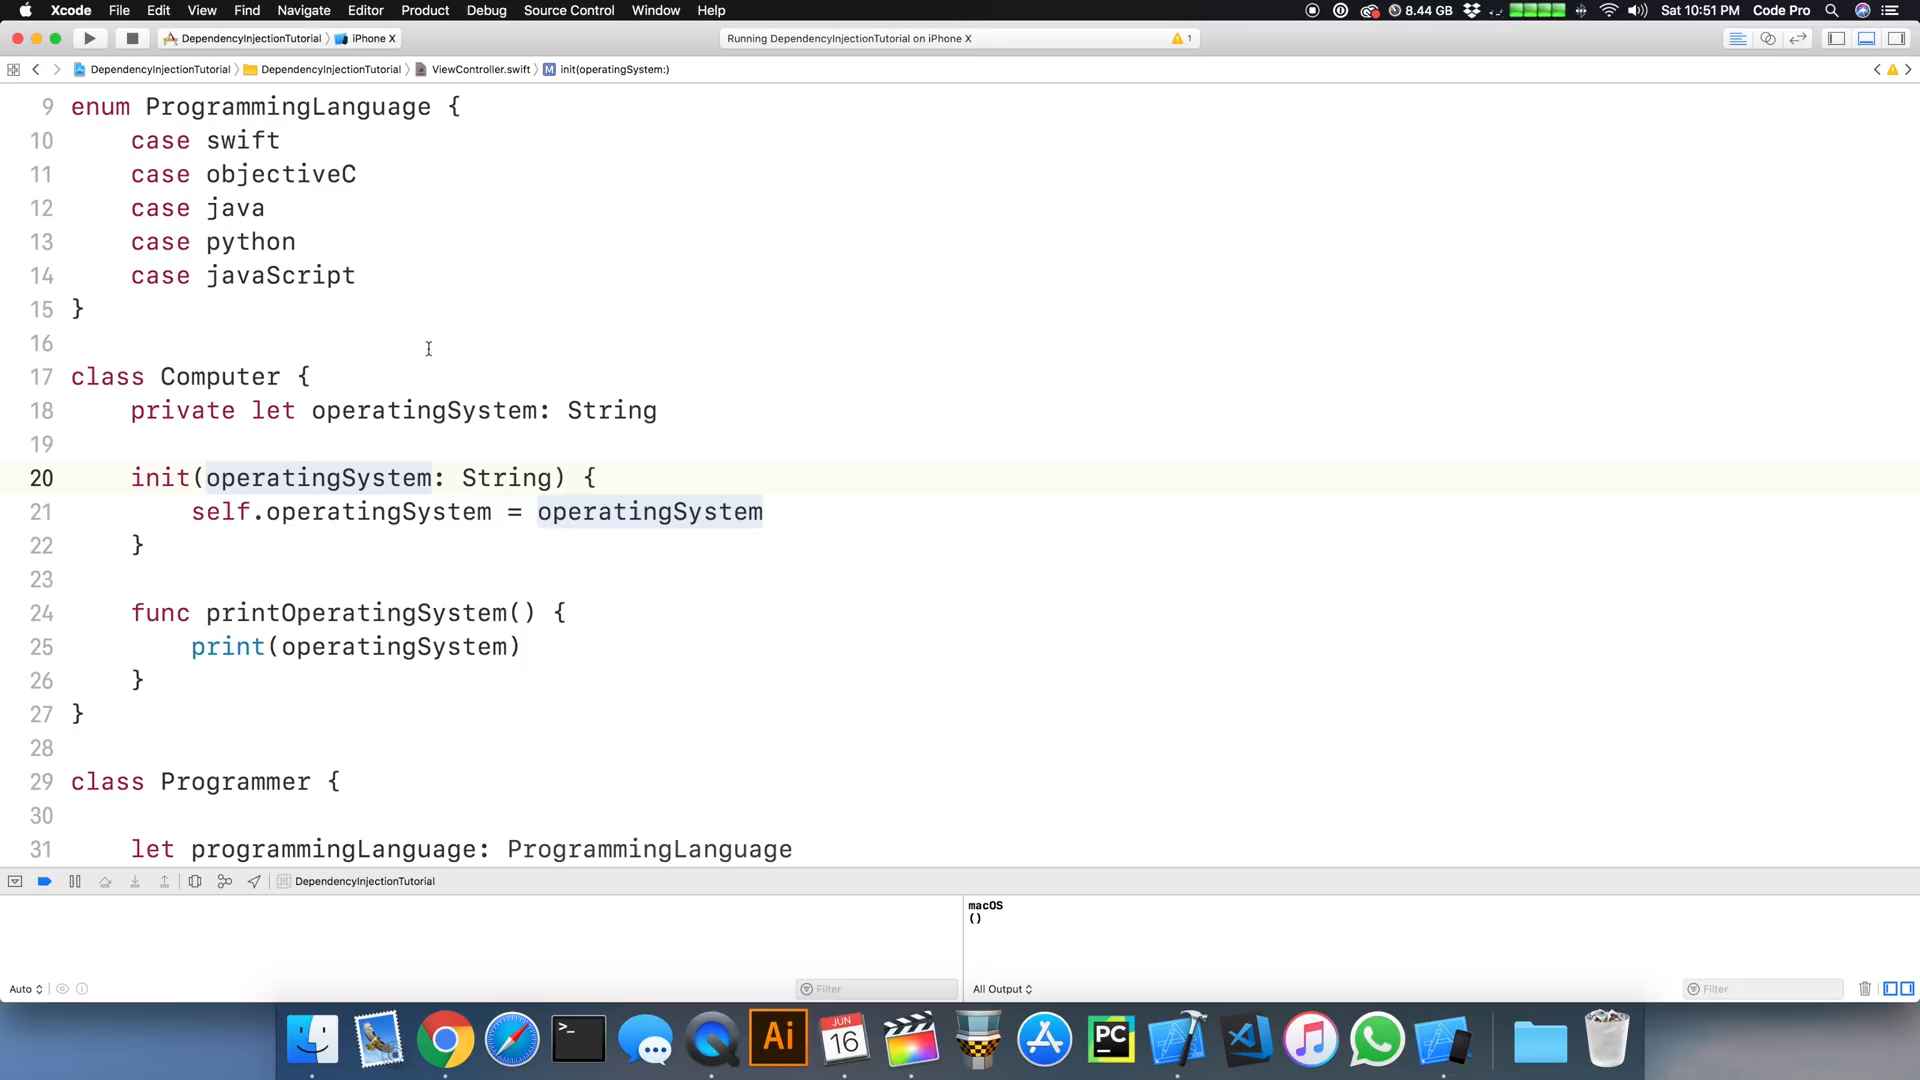 Xcode File Edit View Find Navigate Editor Product Debug Source Control Window Help 8.44 GB Sat 10:51 PM Code Pro
DependencyInjectionTutorial iPhone X Running DependencyInjectionTutorial on iPhone X 1
DependencyInjectionTutorial DependencyInjectionTutorial ViewController.swift M init(operatingSystem:)
9 enum ProgrammingLanguage {
10 case swift
11 case objectiveC
12 case java
13 case python
14 case javaScript
15 }
16
17 class Computer {
18 private let operatingSystem: String
19
20 init(operatingSystem: String) {
21 self.operatingSystem = operatingSystem
22 }
23
24 func printOperatingSystem() {
25 print(operatingSystem)
26 }
27 }
28
29 class Programmer {
30
31 let programmingLanguage: ProgrammingLanguage
DependencyInjectionTutorial
macOS
()
Auto Filter All Output Filter
>_ Ai JUN 16 PC